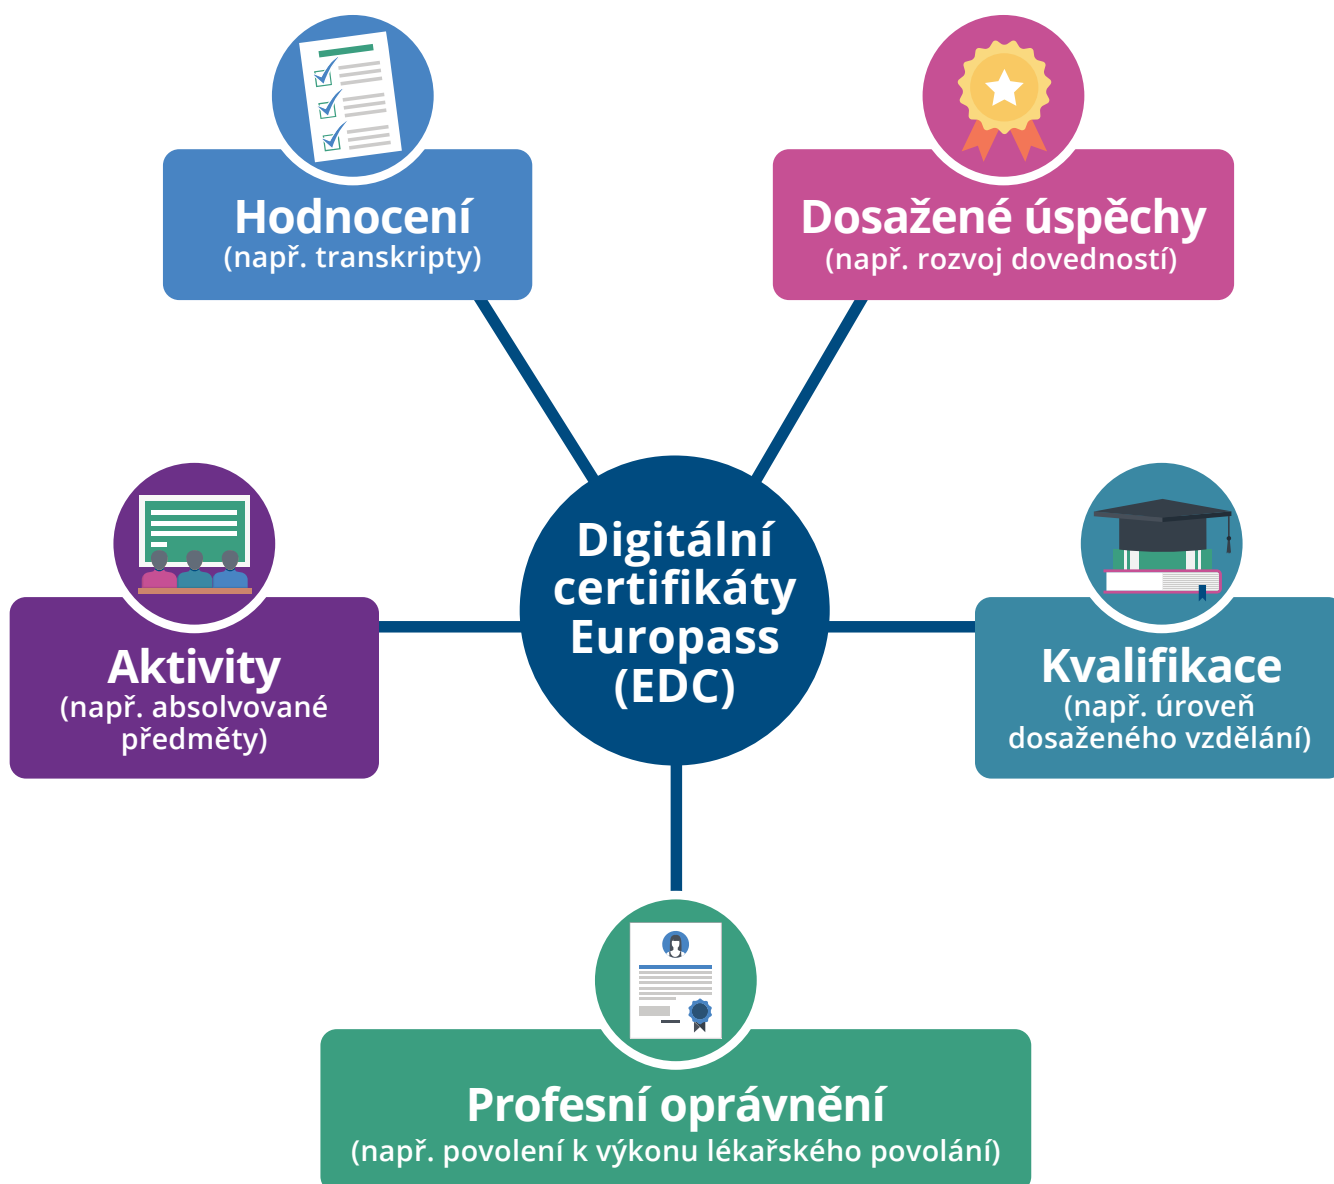 Hodnocení
(např. transkripty)
Dosažené úspěchy
(např. rozvoj dovedností)
Digitální
certifikáty
Europass
(EDC)
Aktivity
(např. absolvované
předměty)
Kvalifikace
(např. úroveň
dosaženého vzdělání)
Profesní oprávnění
(např. povolení k výkonu lékařského povolání)